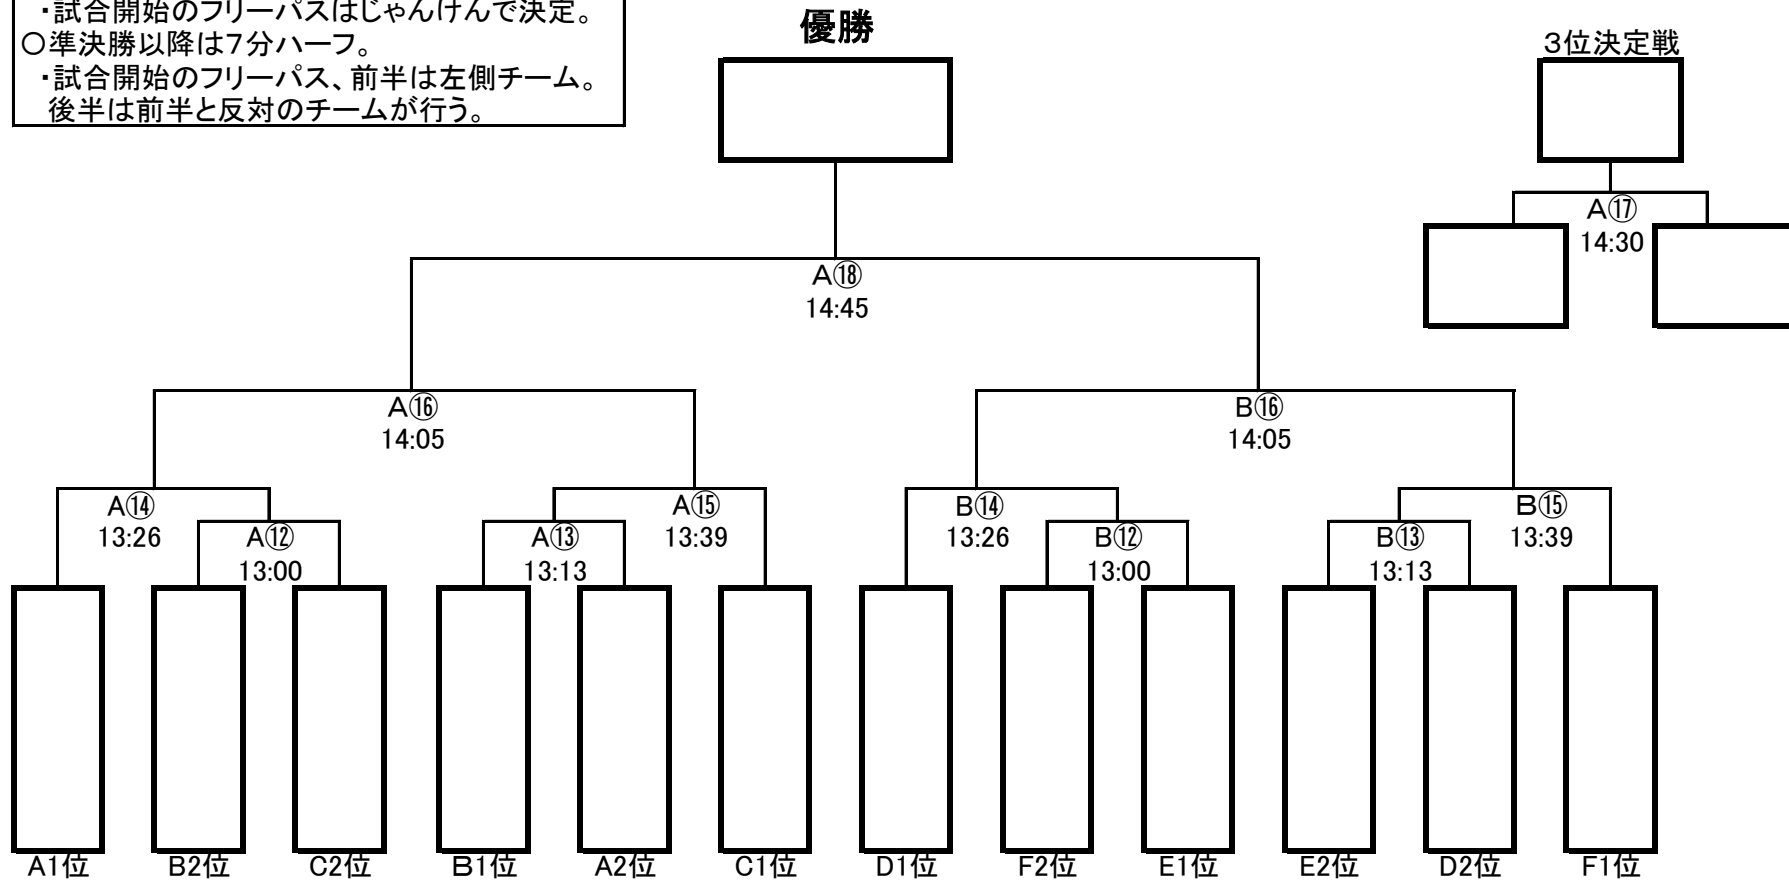 ・試合開始のフリーパスはじゃんけんで決定。
○準決勝以降は7分ハーフ。
・試合開始のフリーパス、前半は左側チーム。
後半は前半と反対のチームが行う。
優勝
3位決定戦
A⑰
14:30
A⑱
14:45
A⑯
14:05
B⑯
14:05
A⑭
13:26
A⑫
13:00
A⑬
13:13
A⑮
13:39
B⑭
13:26
B⑫
13:00
B⑬
13:13
B⑮
13:39
A1位
B2位
C2位
B1位
A2位
C1位
D1位
F2位
E1位
E2位
D2位
F1位